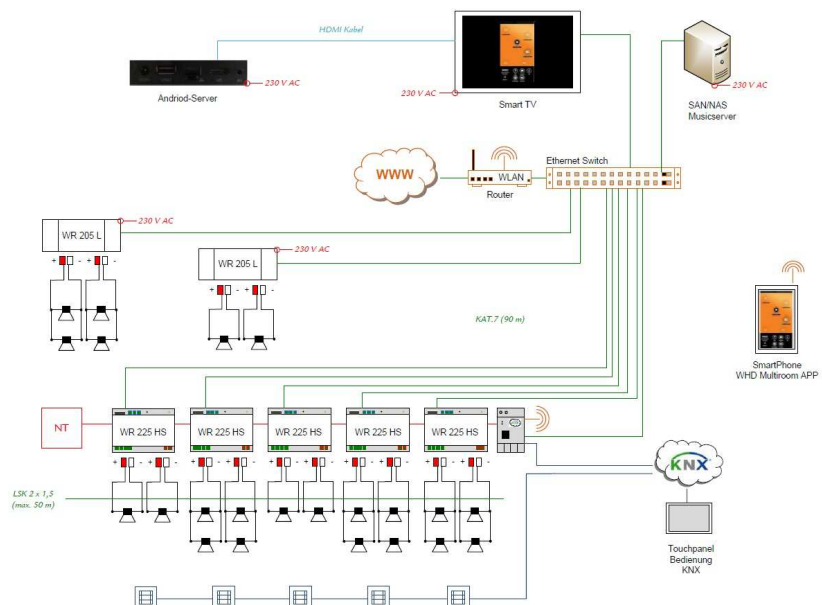 HDMI Kabel
230 V AC
Andriod-Server
230 V AC
Smart TV
230 V AC
SAN/NAS
Musicserver
Ethernet Switch
WWW
WLAN
Router
230 V AC
WR 205 L
+ - + -
230 V AC
WR 205 L
+ - + -
KAT.7 (90 m)
SmartPhone
WHD Multiroom APP
NT
WR 225 HS
WR 225 HS
WR 225 HS
WR 225 HS
WR 225 HS
+ - + - + - + - + -
LSK 2 x 1,5
(max. 50 m)
KNX
Touchpanel
Bedienung
KNX